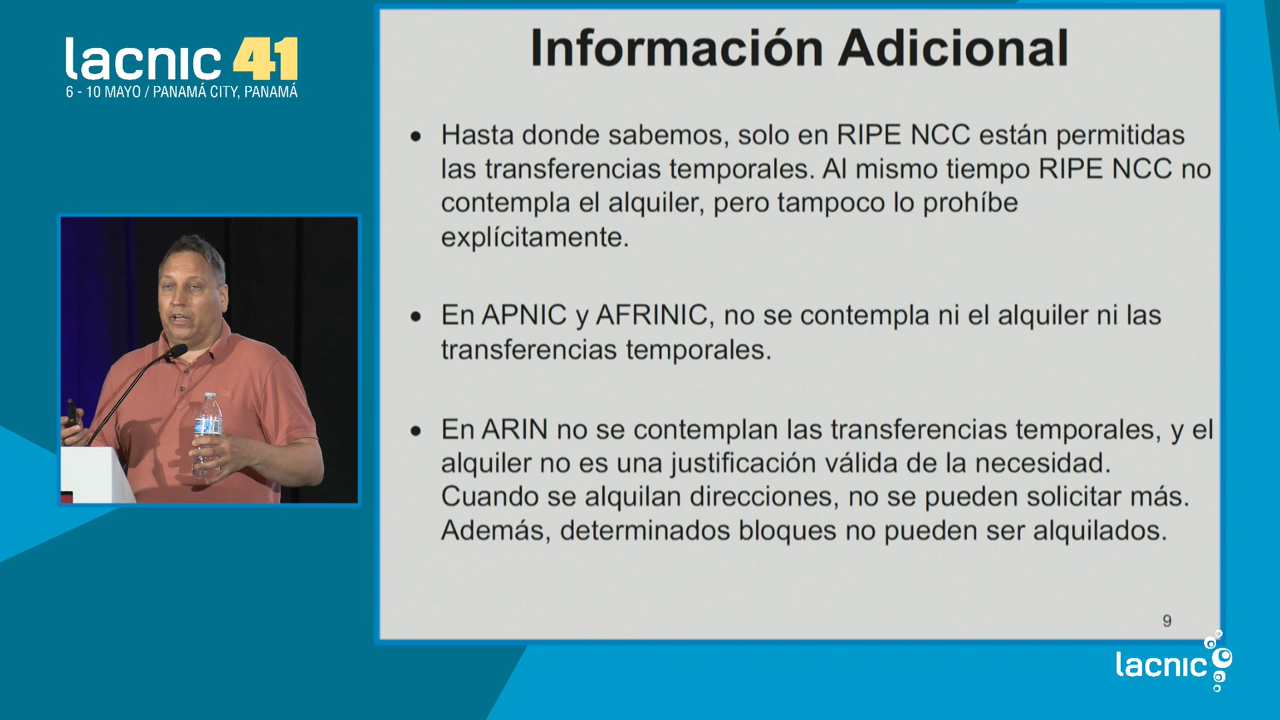 lacnic 41
6 - 10 MAYO / PANAMÁ CITY, PANAMÁ
Información Adicional
• Hasta donde sabemos, solo en RIPE NCC están permitidas
las transferencias temporales. Al mismo tiempo RIPE NCC no
contempla el alquiler, pero tampoco lo prohíbe
explícitamente.
• En APNIC y AFRINIC, no se contempla ni el alquiler ni las
transferencias temporales.
• En ARIN no se contemplan las transferencias temporales, y el
alquiler no es una justificación válida de la necesidad.
Cuando se alquilan direcciones, no se pueden solicitar más.
Además, determinados bloques no pueden ser alquilados.
9
lacnic